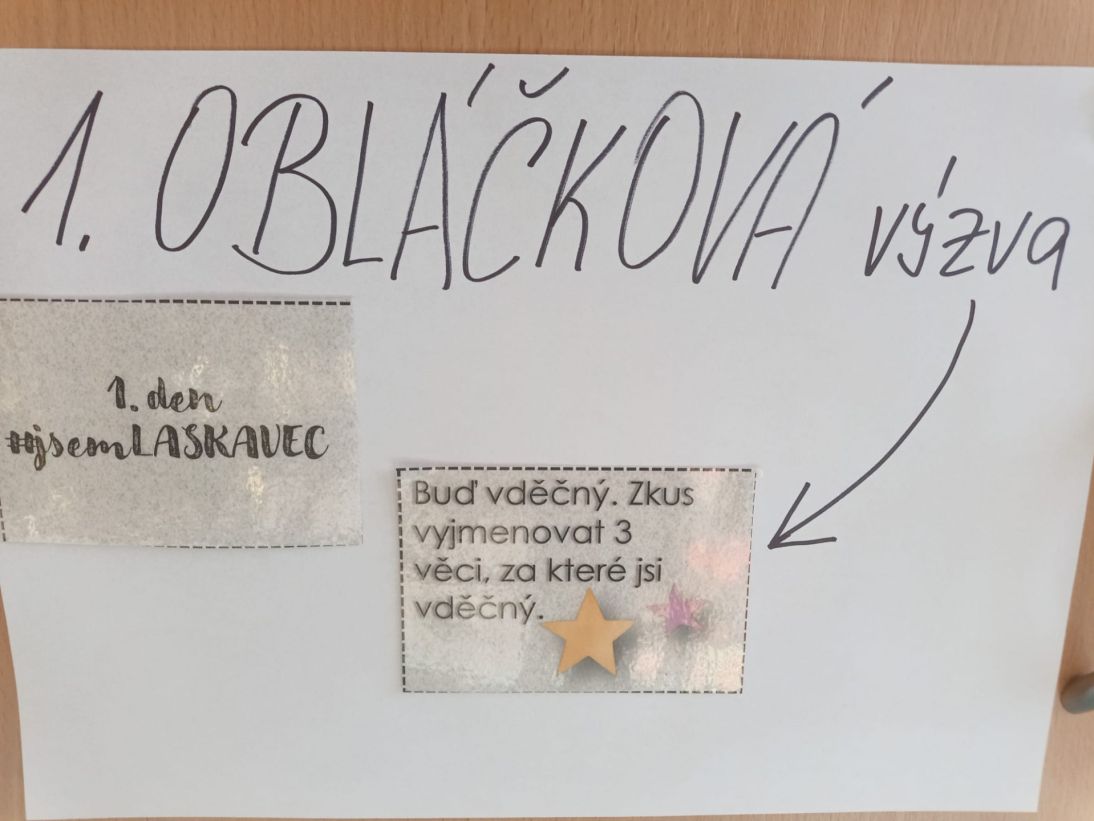 1. OBLÁČKOVÁ výzva
1. den
#jsemLASKAVEC
Buď vděčný. Zkus
vyjmenovat 3
věci, za které jsi
vděčný.